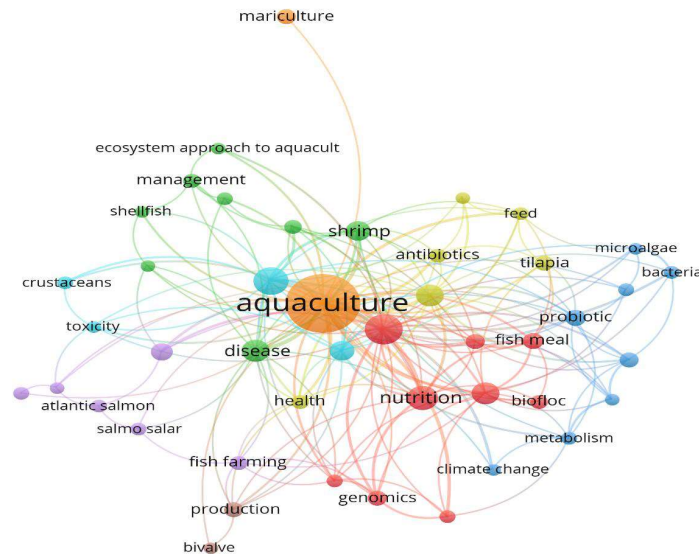 mariculture
ecosystem approach to aquacult
management
shellfish
shrimp
feed
antibiotics
tilapia
microalgae
bacteria
crustaceans
aquaculture
probiotic
toxicity
disease
fish meal
health
nutrition
biofloc
atlantic salmon
salmo salar
metabolism
fish farming
climate change
genomics
production
bivalve